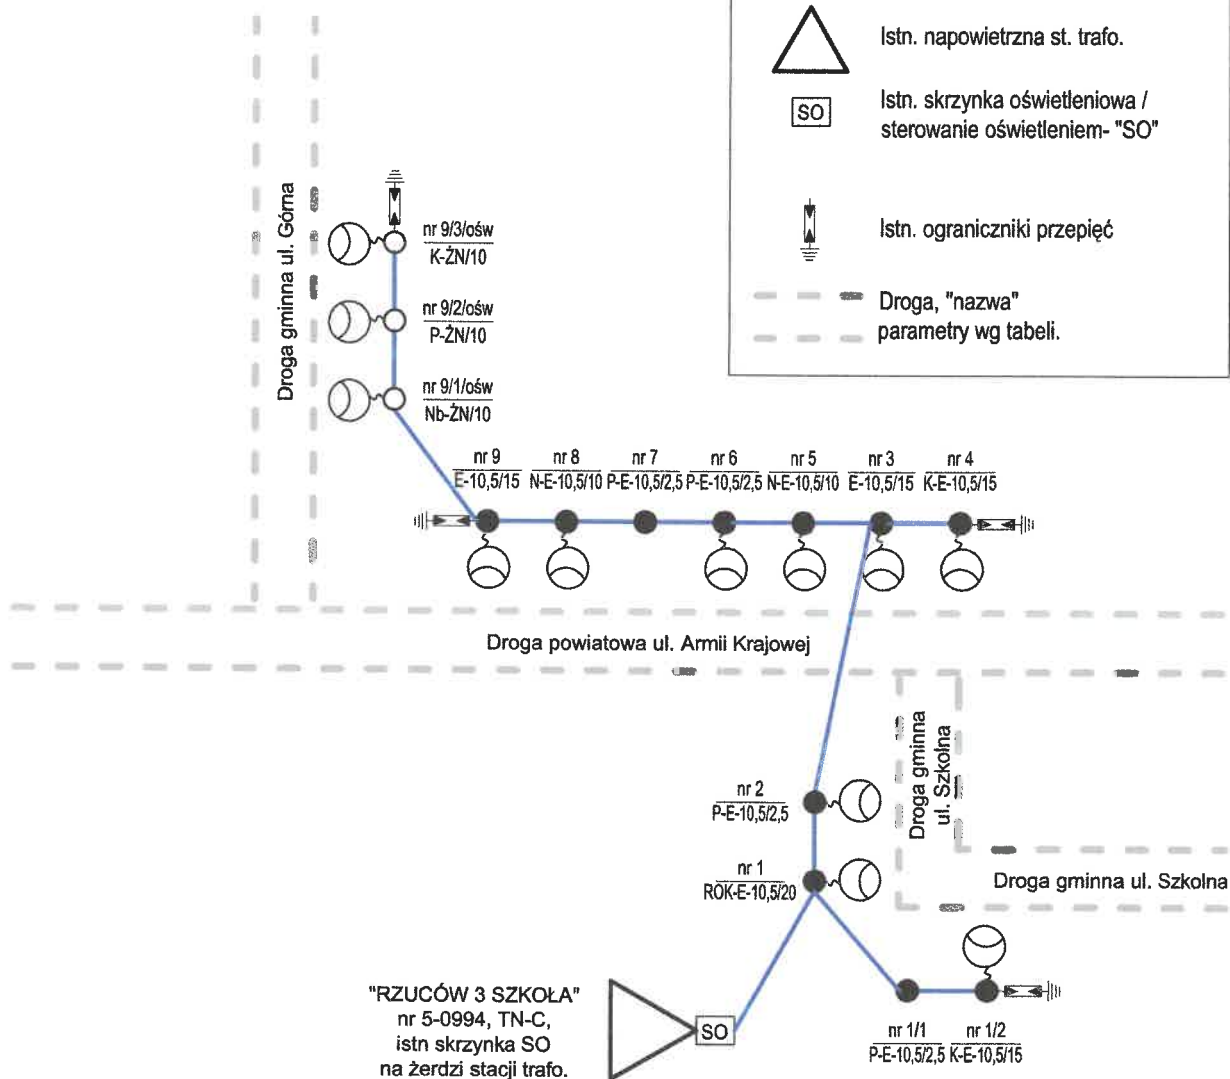 Istn. napowietrzna st. trafo.
SO
Istn. skrzynka oświetleniowa /
sterowanie oświetleniem- "SO"
Istn. ograniczniki przepięć
Droga, "nazwa"
parametry wg tabeli.
Droga gminna ul. Górna
nr 9/3/ośw
K-ŻN/10
nr 9/2/ośw
P-ŻN/10
nr 9/1/ośw
Nb-ŻN/10
nr 9
E-10,5/15
nr 8
N-E-10,5/10
nr 7
P-E-10,5/2,5
nr 6
P-E-10,5/2,5
nr 5
N-E-10,5/10
nr 3
E-10,5/15
nr 4
K-E-10,5/15
Droga powiatowa ul. Armii Krajowej
Droga gminna
ul. Szkolna
nr 2
P-E-10,5/2,5
nr 1
ROK-E-10,5/20
Droga gminna ul. Szkolna
"RZUCÓW 3 SZKOŁA"
nr 5-0994, TN-C,
istn skrzynka SO
na żerdzi stacji trafo.
SO
nr 1/1
P-E-10,5/2,5
nr 1/2
K-E-10,5/15